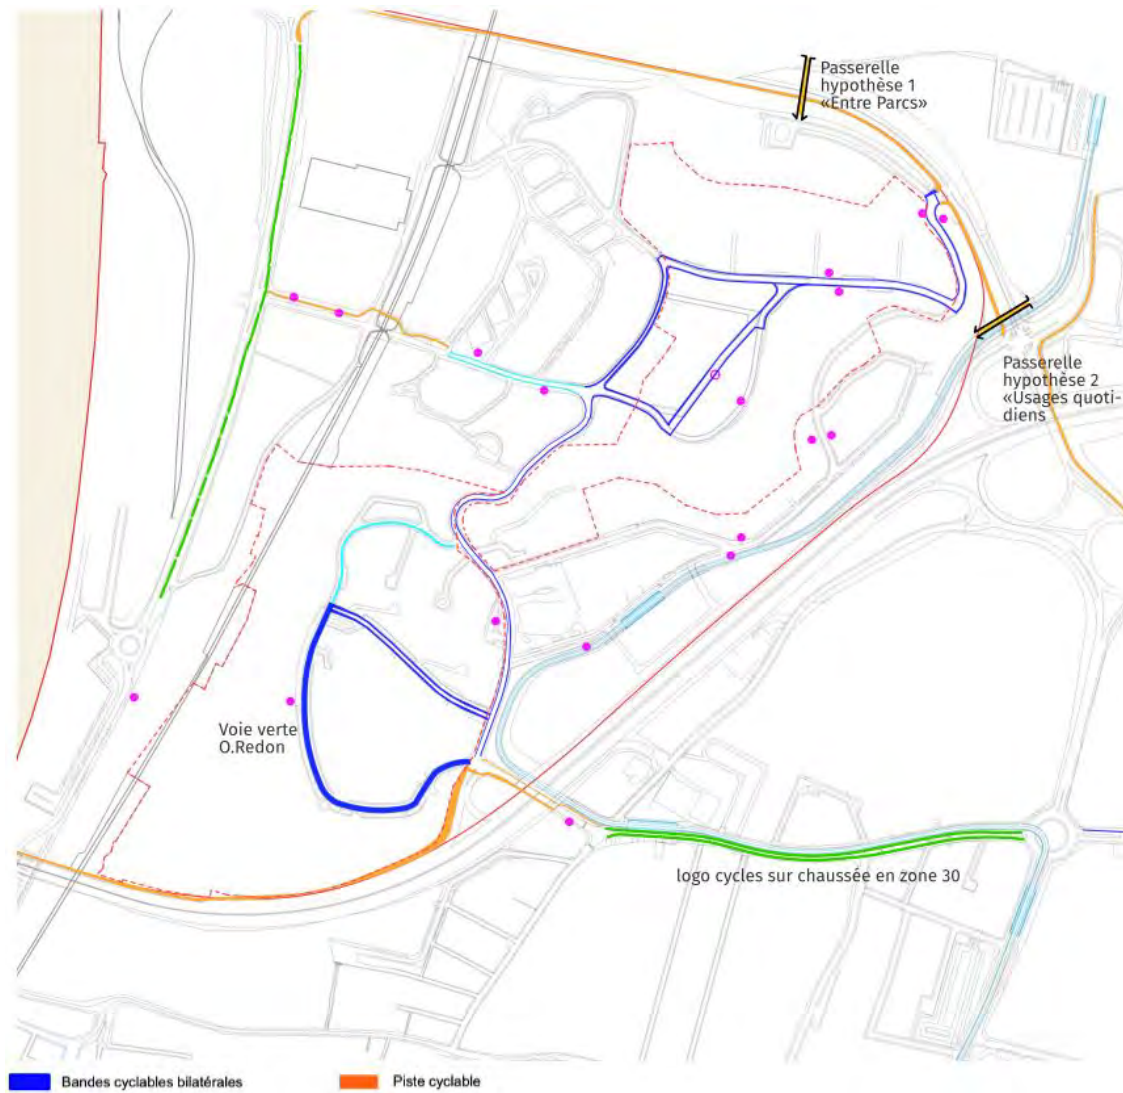 Passerelle
hypothèse 1
«Entre Parcs»
Passerelle
hypothèse 2
«Usages quoti-
diens
Voie verte
O.Redon
logo cycles sur chaussée en zone 30
Bandes cyclables bilatérales
Piste cyclable